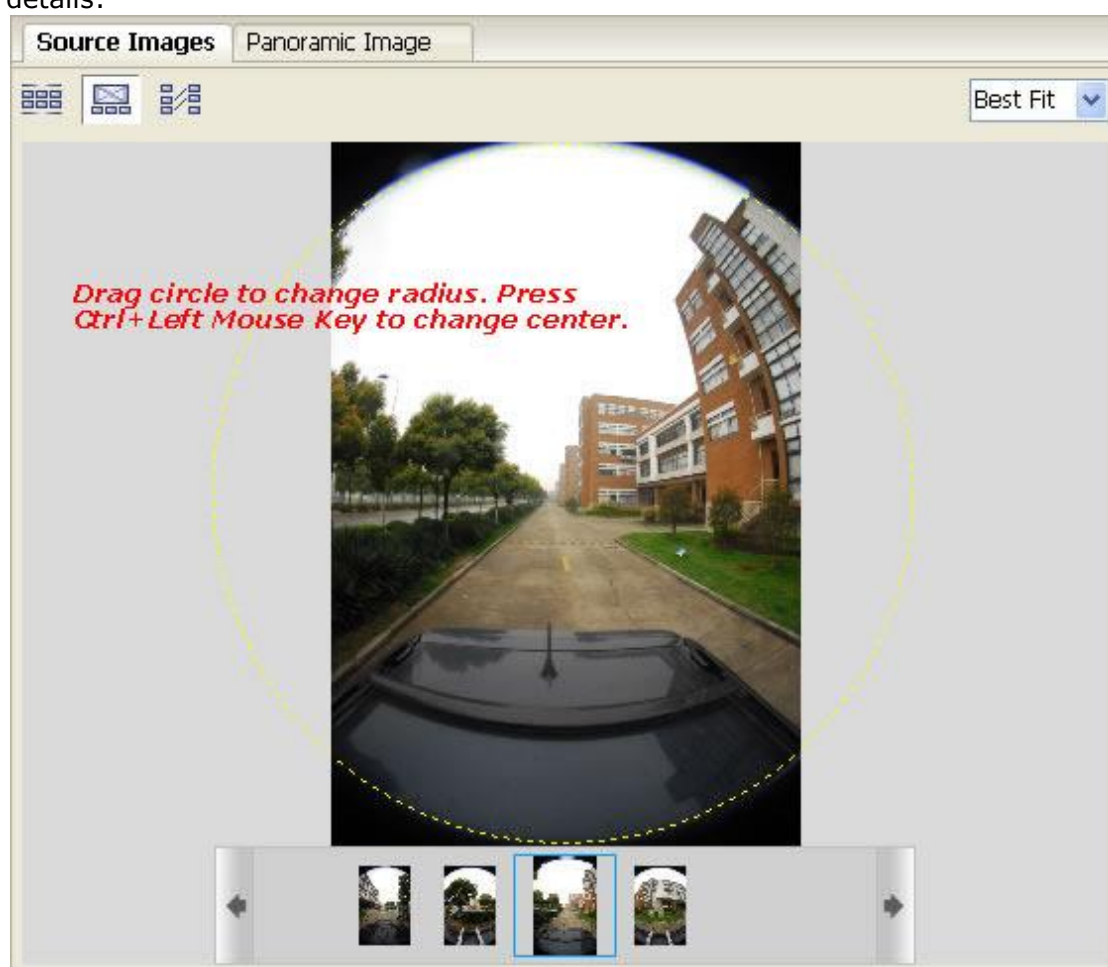 details.
Source Images
Panoramic Image
Best Fit
Drag circle to change radius. Press
Ctrl+Left Mouse Key to change center.